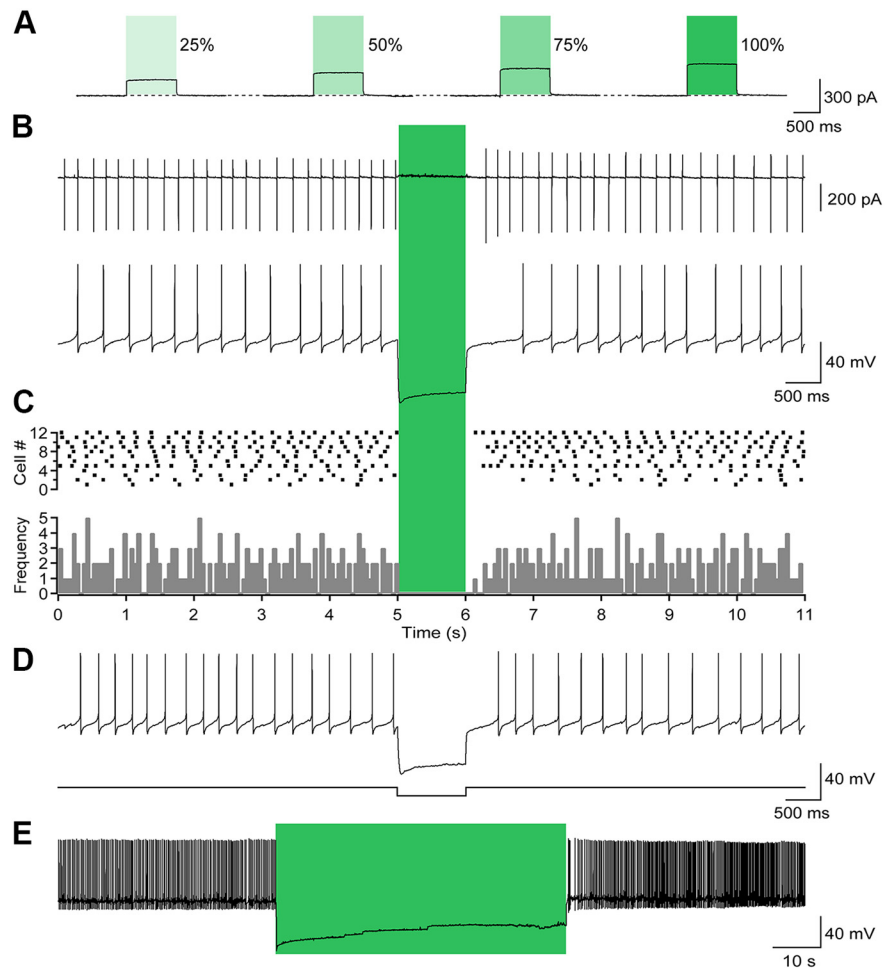 A
25%
50%
75%
100%
300 pA
500 ms
B
200 pA
40 mV
500 ms
C
Cell #
12
8
4
0
Frequency
5
4
3
2
1
0
0 1 2 3 4 5 6 7 8 9 10 11
Time (s)
D
40 mV
500 ms
E
40 mV
10 s